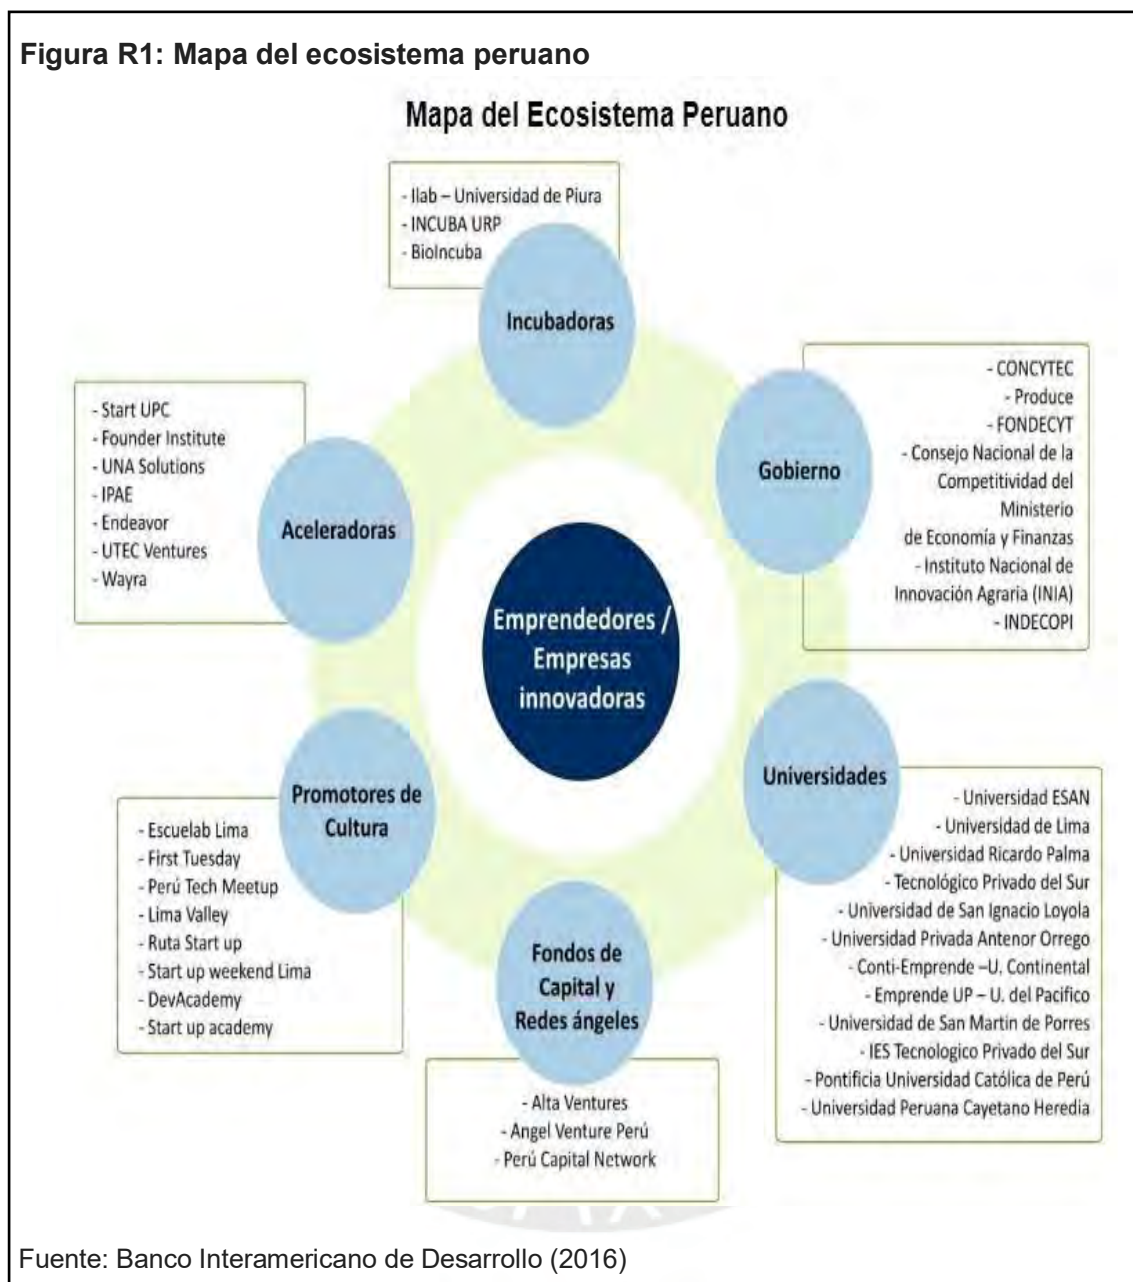 Figura R1: Mapa del ecosistema peruano
Mapa del Ecosistema Peruano
- Ilab – Universidad de Piura
- INCUBA URP
- BioIncuba
Incubadoras
- CONCYTEC
- Produce
- FONDECYT
- Consejo Nacional de la
Competitividad del
Ministerio
de Economía y Finanzas
- Instituto Nacional de
Innovación Agraria (INIA)
- INDECOPI
Gobierno
- Start UPC
- Founder Institute
- UNA Solutions
- IPAE
- Endeavor
- UTEC Ventures
- Wayra
Aceleradoras
Emprendedores /
Empresas
innovadoras
Universidades
- Universidad ESAN
- Universidad de Lima
- Universidad Ricardo Palma
- Tecnológico Privado del Sur
- Universidad de San Ignacio Loyola
- Universidad Privada Antenor Orrego
- Conti-Emprende –U. Continental
- Emprende UP – U. del Pacifico
- Universidad de San Martin de Porres
- IES Tecnologico Privado del Sur
- Pontificia Universidad Católica de Perú
- Universidad Peruana Cayetano Heredia
Promotores de
Cultura
- Escuelab Lima
- First Tuesday
- Perú Tech Meetup
- Lima Valley
- Ruta Start up
- Start up weekend Lima
- DevAcademy
- Start up academy
Fondos de
Capital y
Redes ángeles
- Alta Ventures
- Angel Venture Perú
- Perú Capital Network
Fuente: Banco Interamericano de Desarrollo (2016)